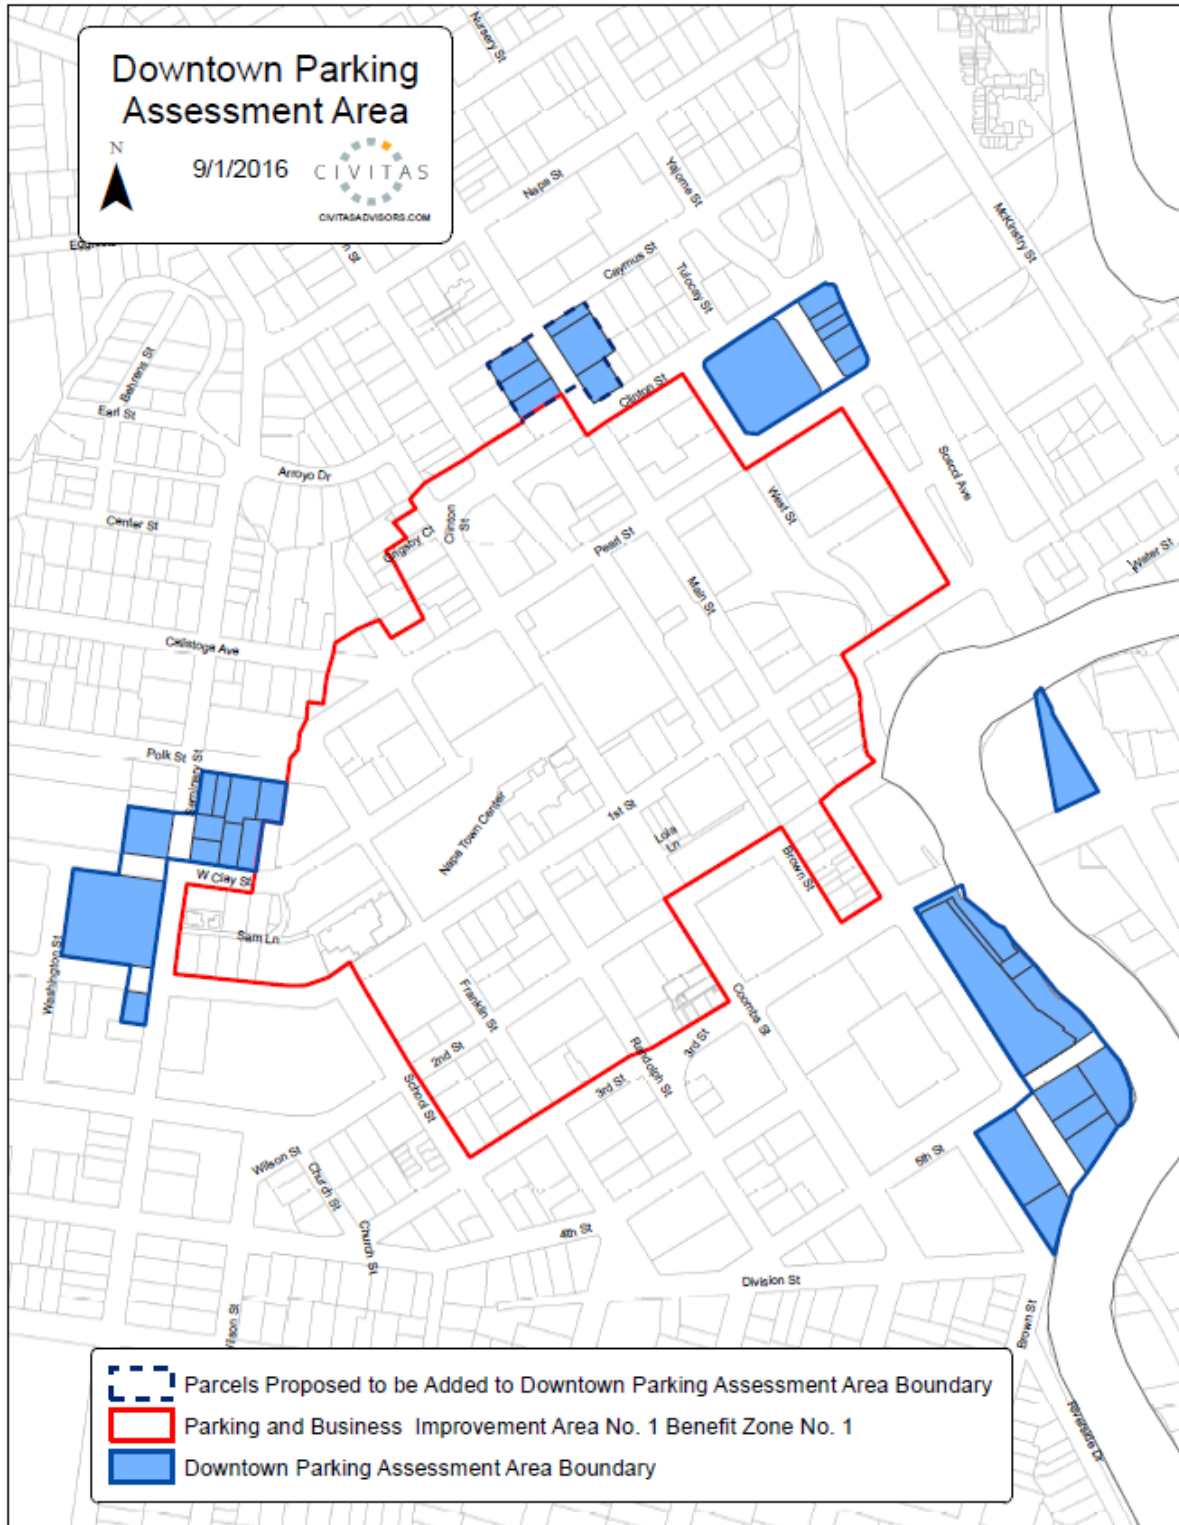 Downtown Parking
Assessment Area
N
9/1/2016
CIVITAS
CIVITASADVISORS.COM
Nursery St
Napa St
Yajome St
McKinstry St
Caymus St
Tulocay St
Behrens St
Earl St
Clinton St
Arroyo Dr
Soscol Ave
Center St
Clinton St
Grigsby Ct
West St
Pearl St
Water St
Main St
Calistoga Ave
Polk St
Seminary St
1st St
Napa Town Center
Lola Ln
Brown St
W Clay St
Sam Ln
Washington St
Franklin St
Coombs St
2nd St
3rd St
Randolph St
3rd St
School St
5th St
Wilson St
Church St
Church St
4th St
Division St
Brown St
Wilson St
Riverside Dr
Parcels Proposed to be Added to Downtown Parking Assessment Area Boundary
Parking and Business Improvement Area No. 1 Benefit Zone No. 1
Downtown Parking Assessment Area Boundary